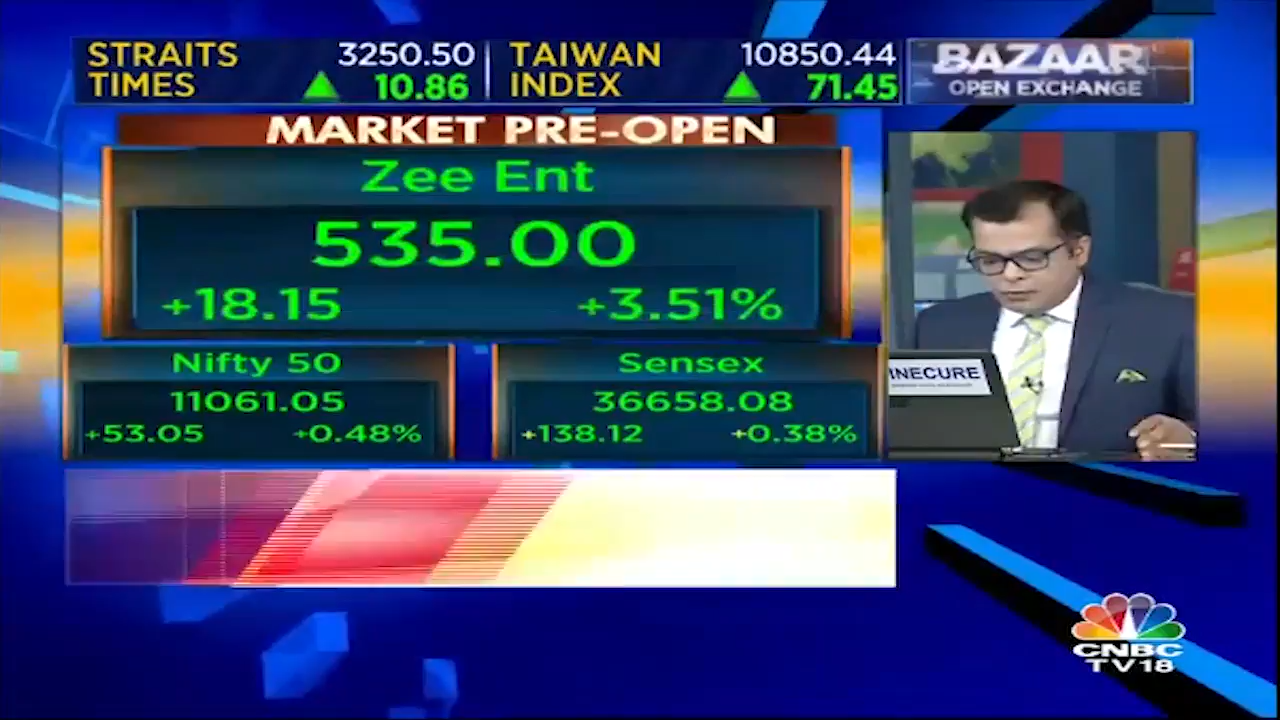 STRAITS TIMES
3250.50
10.86
TAIWAN INDEX
10850.44
71.45
BAZAAR
OPEN EXCHANGE
MARKET PRE-OPEN
Zee Ent
535.00
+18.15 +3.51%
Nifty 50
11061.05
+53.05 +0.48%
Sensex
36658.08
+138.12 +0.38%
INECURE
CNBC
TV18